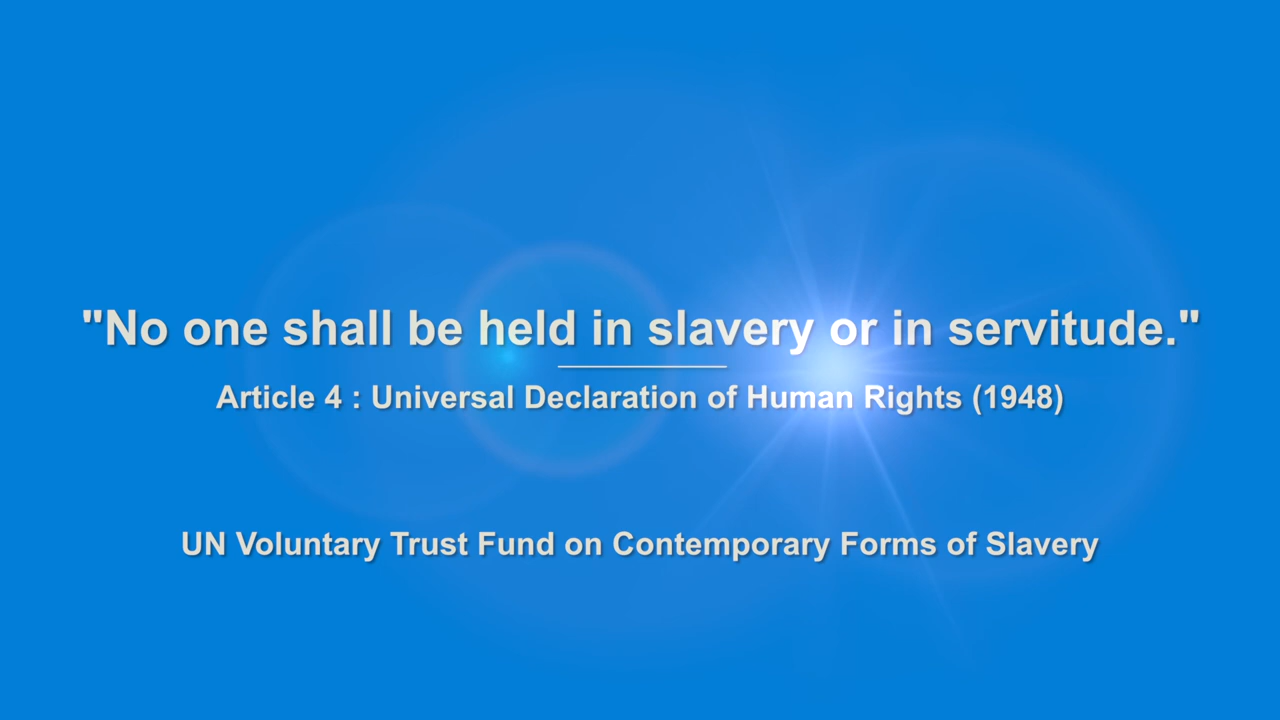 "No one shall be held in slavery or in servitude."
Article 4 : Universal Declaration of Human Rights (1948)
UN Voluntary Trust Fund on Contemporary Forms of Slavery